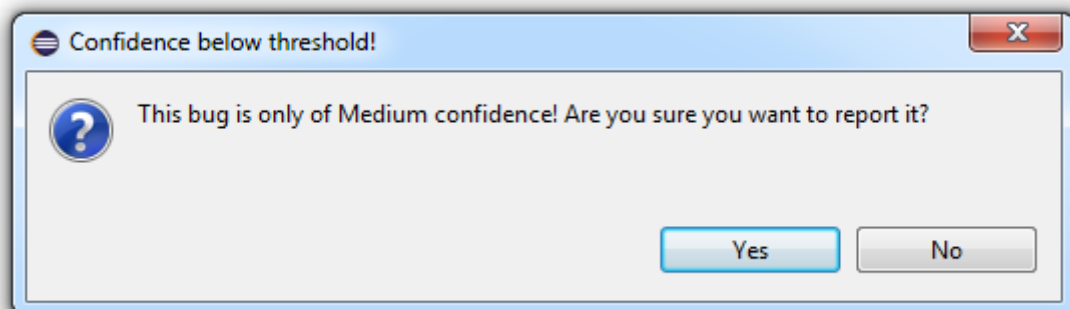 Confidence below threshold!
This bug is only of Medium confidence! Are you sure you want to report it?
Yes
No